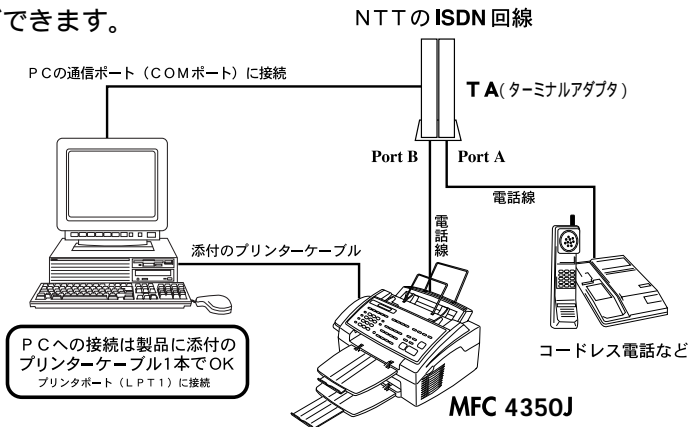 できます。
NTTのISDN回線
PCの通信ポート（COMポート）に接続
TA(ターミナルアダプタ)
Port B
Port A
電話線
電話線
添付のプリンターケーブル
PCへの接続は製品に添付の
プリンターケーブル1本でOK
プリンタポート（LPT1）に接続
コードレス電話など
MFC 4350J